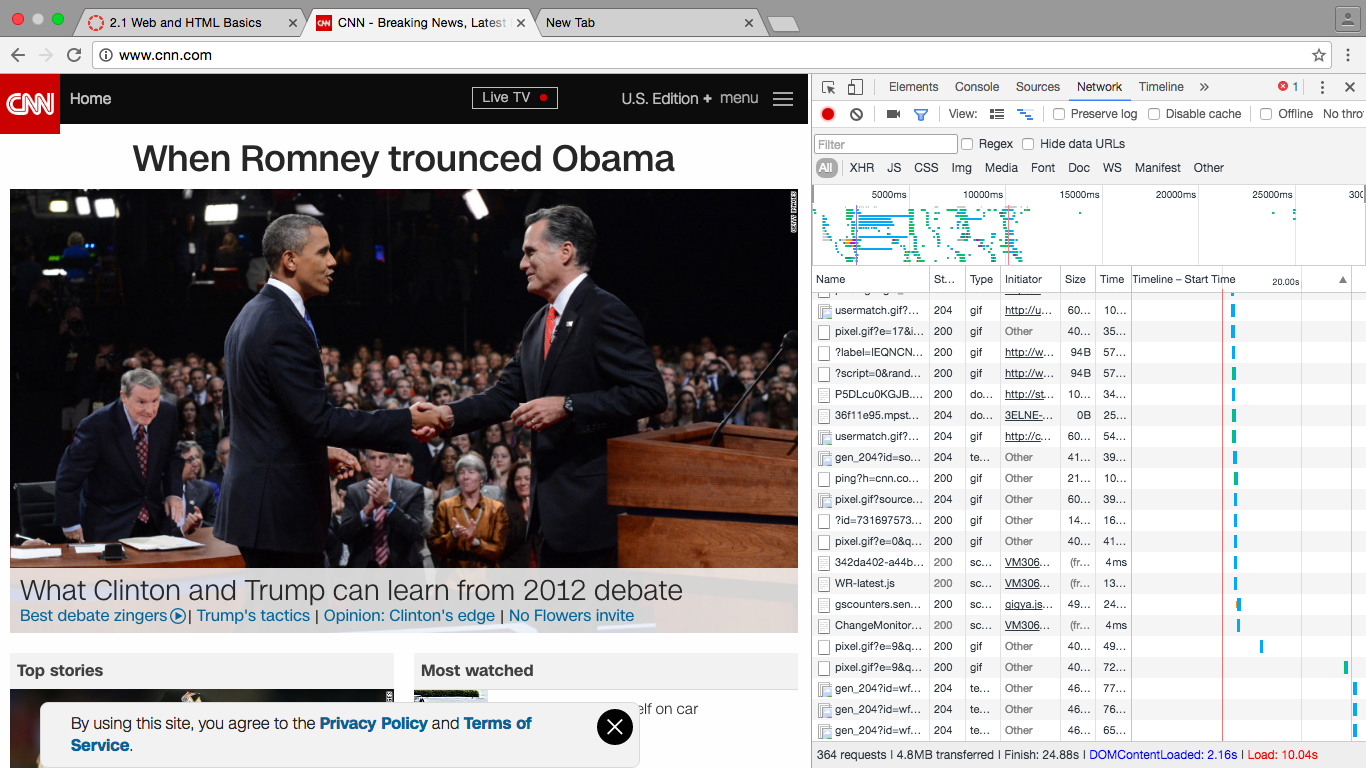 2.1 Web and HTML Basics
CNN - Breaking News, Latest
New Tab
www.cnn.com
CNN
Home
Live TV
U.S. Edition + menu
When Romney trounced Obama
What Clinton and Trump can learn from 2012 debate
Best debate zingers | Trump's tactics | Opinion: Clinton's edge | No Flowers invite
Top stories
Most watched
elf on car
By using this site, you agree to the Privacy Policy and Terms of
Service.
Elements Console Sources Network Timeline » 1
View: Preserve log Disable cache Offline No thro
Filter Regex Hide data URLs
All XHR JS CSS Img Media Font Doc WS Manifest Other
5000ms 10000ms 15000ms 20000ms 25000ms 300
Name St... Type Initiator Size Time Timeline – Start Time 20.00s
usermatch.gif?... 204 gif http://u... 60... 10...
pixel.gif?e=17&i... 200 gif Other 40... 35...
?label=IEQNCN... 200 gif http://w... 94B 57...
?script=0&rand... 200 gif http://w... 94B 57...
P5DLcu0KGJB... 200 do... http://st... 10... 34...
36f11e95.mpst... 204 do... 3ELNE-... 0B 25...
usermatch.gif?... 204 gif http://c... 60... 54...
gen_204?id=so... 204 te... Other 41... 39...
ping?h=cnn.co... 200 gif Other 21... 10...
pixel.gif?source... 204 gif Other 60... 39...
?id=731697573... 200 gif Other 14... 16...
pixel.gif?e=0&q... 200 gif Other 40... 41...
342da402-a44b... 200 sc... VM306... (fr... 4ms
WR-latest.js 200 sc... VM306... (fr... 13...
gscounters.sen... 200 sc... gigya.js... 49... 24...
ChangeMonitor... 200 sc... VM306... (fr... 4ms
pixel.gif?e=9&q... 200 gif Other 40... 49...
pixel.gif?e=9&q... 200 gif Other 40... 72...
gen_204?id=wf... 204 te... Other 46... 77...
gen_204?id=wf... 204 te... Other 46... 76...
gen_204?id=wf... 204 te... Other 46... 65...
364 requests | 4.8MB transferred | Finish: 24.88s | DOMContentLoaded: 2.16s | Load: 10.04s